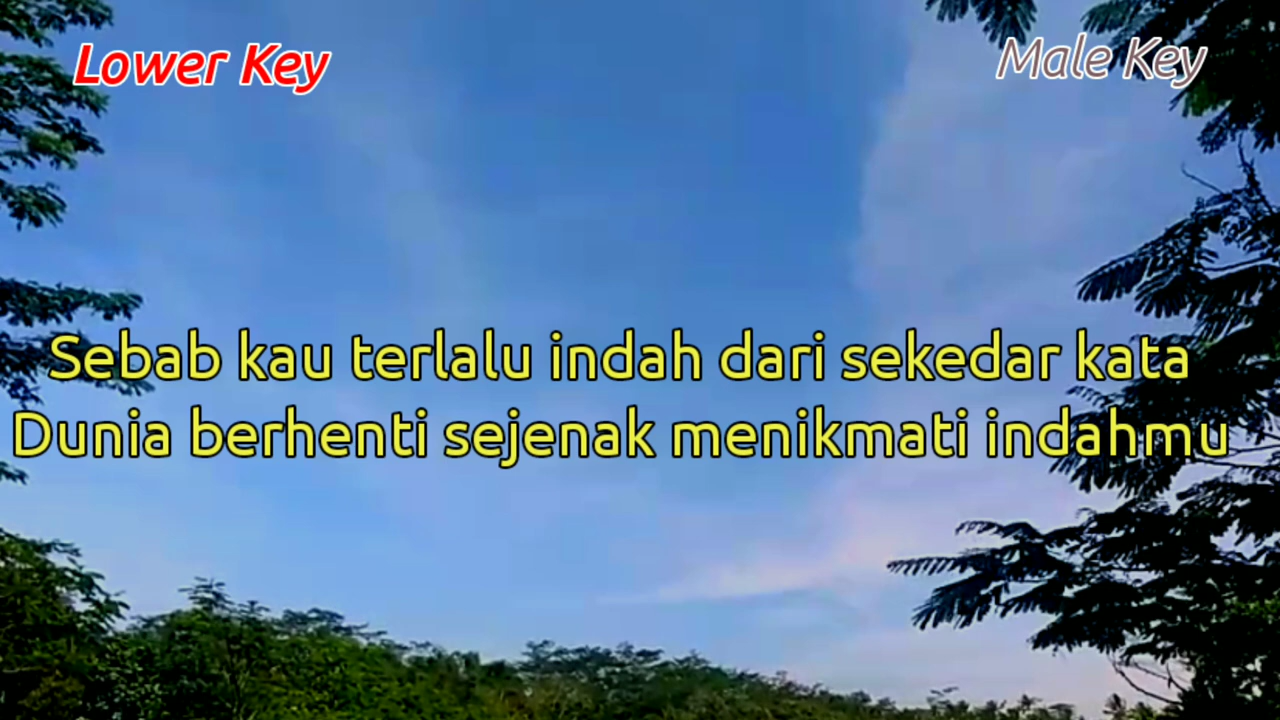 Lower Key
Male Key
Sebab kau terlalu indah dari sekedar kata
Dunia berhenti sejenak menikmati indahmu